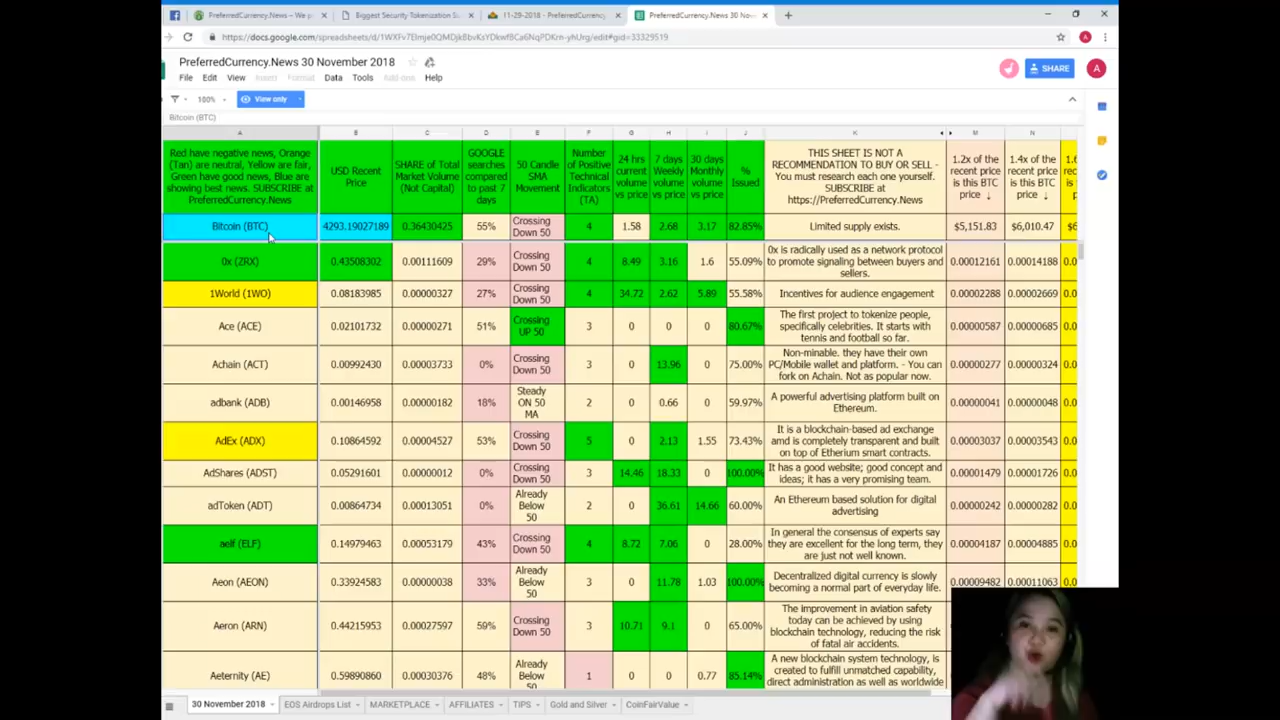 PreferredCurrency.News – We p
Biggest Security Tokenization Su
11-29-2018 - PreferredCurrency
PreferredCurrency.News 30 Nov
PreferredCurrency.News 30 November 2018
File Edit View Assets Format Data Tools Add-ons Help
SHARE
A
100%
View only
Bitcoin (BTC)
A B C D E F G H I J K M N
Red have negative news, Orange (Tan) are neutral, Yellow are fair, Green have good news, Blue are showing best news. SUBSCRIBE at PreferredCurrency.News
USD Recent Price
SHARE of Total Market Volume (Not Capital)
GOOGLE searches compared to past 7 days
50 Candle SMA Movement
Number of Positive Technical Indicators (TA)
24 hrs current volume vs price
7 days Weekly volume vs price
30 days Monthly volume vs price
% Issued
THIS SHEET IS NOT A RECOMMENDATION TO BUY OR SELL - You must research each one yourself. SUBSCRIBE at https://PreferredCurrency.News
1.2x of the recent price is this BTC price ↓
1.4x of the recent price is this BTC price ↓
Bitcoin (BTC) 4293.19027189 0.36430425 55% Crossing Down 50 4 1.58 2.68 3.17 82.85% Limited supply exists. $5,151.83 $6,010.47
0x (ZRX) 0.43508302 0.00111609 29% Crossing Down 50 4 8.49 3.16 1.6 55.09% 0x is radically used as a network protocol to promote signaling between buyers and sellers. 0.00012161 0.00014188
1World (1WO) 0.08183985 0.00000327 27% Crossing Down 50 4 34.72 2.62 5.89 55.58% Incentives for audience engagement 0.00002288 0.00002669
Ace (ACE) 0.02101732 0.00000271 51% Crossing UP 50 3 0 0 0 80.67% The first project to tokenize people, specifically celebrities. It starts with tennis and football so far. 0.00000587 0.00000685
Achain (ACT) 0.00992430 0.00003733 0% Crossing Down 50 3 0 13.96 0 75.00% Non-minable. they have their own PC/Mobile wallet and platform. - You can fork on Achain. Not as popular now. 0.00000277 0.00000324
adbank (ADB) 0.00146958 0.00000182 18% Steady ON 50 MA 2 0 0.66 0 59.97% A powerful advertising platform built on Ethereum. 0.00000041 0.00000048
AdEx (ADX) 0.10864592 0.00004527 53% Crossing Down 50 5 0 2.13 1.55 73.43% It is a blockchain-based ad exchange amd is completely transparent and built on top of Etherium smart contracts. 0.00003037 0.00003543
AdShares (ADST) 0.05291601 0.00000012 0% Crossing Down 50 3 14.46 18.33 0 100.00% It has a good website; good concept and ideas; it has a very promising team. 0.00001479 0.00001726
adToken (ADT) 0.00864734 0.00013051 0% Already Below 50 2 0 36.61 14.66 60.00% An Ethereum based solution for digital advertising 0.00000242 0.00000282
aelf (ELF) 0.14979463 0.00053179 43% Crossing Down 50 4 8.72 7.06 0 28.00% In general the consensus of experts say they are excellent for the long term, they are just not well known. 0.00004187 0.00004885
Aeon (AEON) 0.33924583 0.00000038 33% Already Below 50 3 0 11.78 1.03 100.00% Decentralized digital currency is slowly becoming a normal part of everyday life. 0.00009482 0.00011063
Aeron (ARN) 0.44215953 0.00027597 59% Crossing Down 50 3 10.71 9.1 0 65.00% The improvement in aviation safety today can be achieved by using blockchain technology, reducing the risk of fatal air accidents.
Aeternity (AE) 0.59890860 0.00030376 48% Already Below 50 1 0 0 0.77 85.14% A new blockchain system technology, is created to fulfill unmatched capability, direct administration as well as worldwide
30 November 2018 EOS Airdrops List MARKETPLACE AFFILIATES TIPS Gold and Silver CoinFairValue